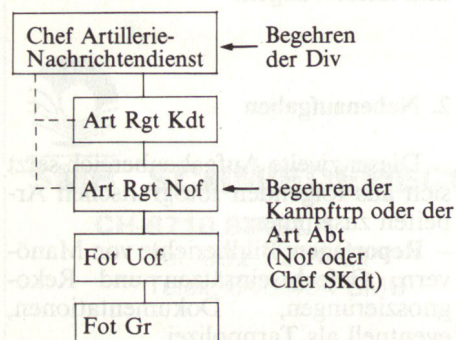 Chef Artillerie-
Nachrichtendienst
Begehren
der Div
Art Rgt Kdt
Art Rgt Nof
Begehren der
Kampftrp oder der
Art Abt
(Nof oder
Chef SKdt)
Fot Uof
Fot Gr